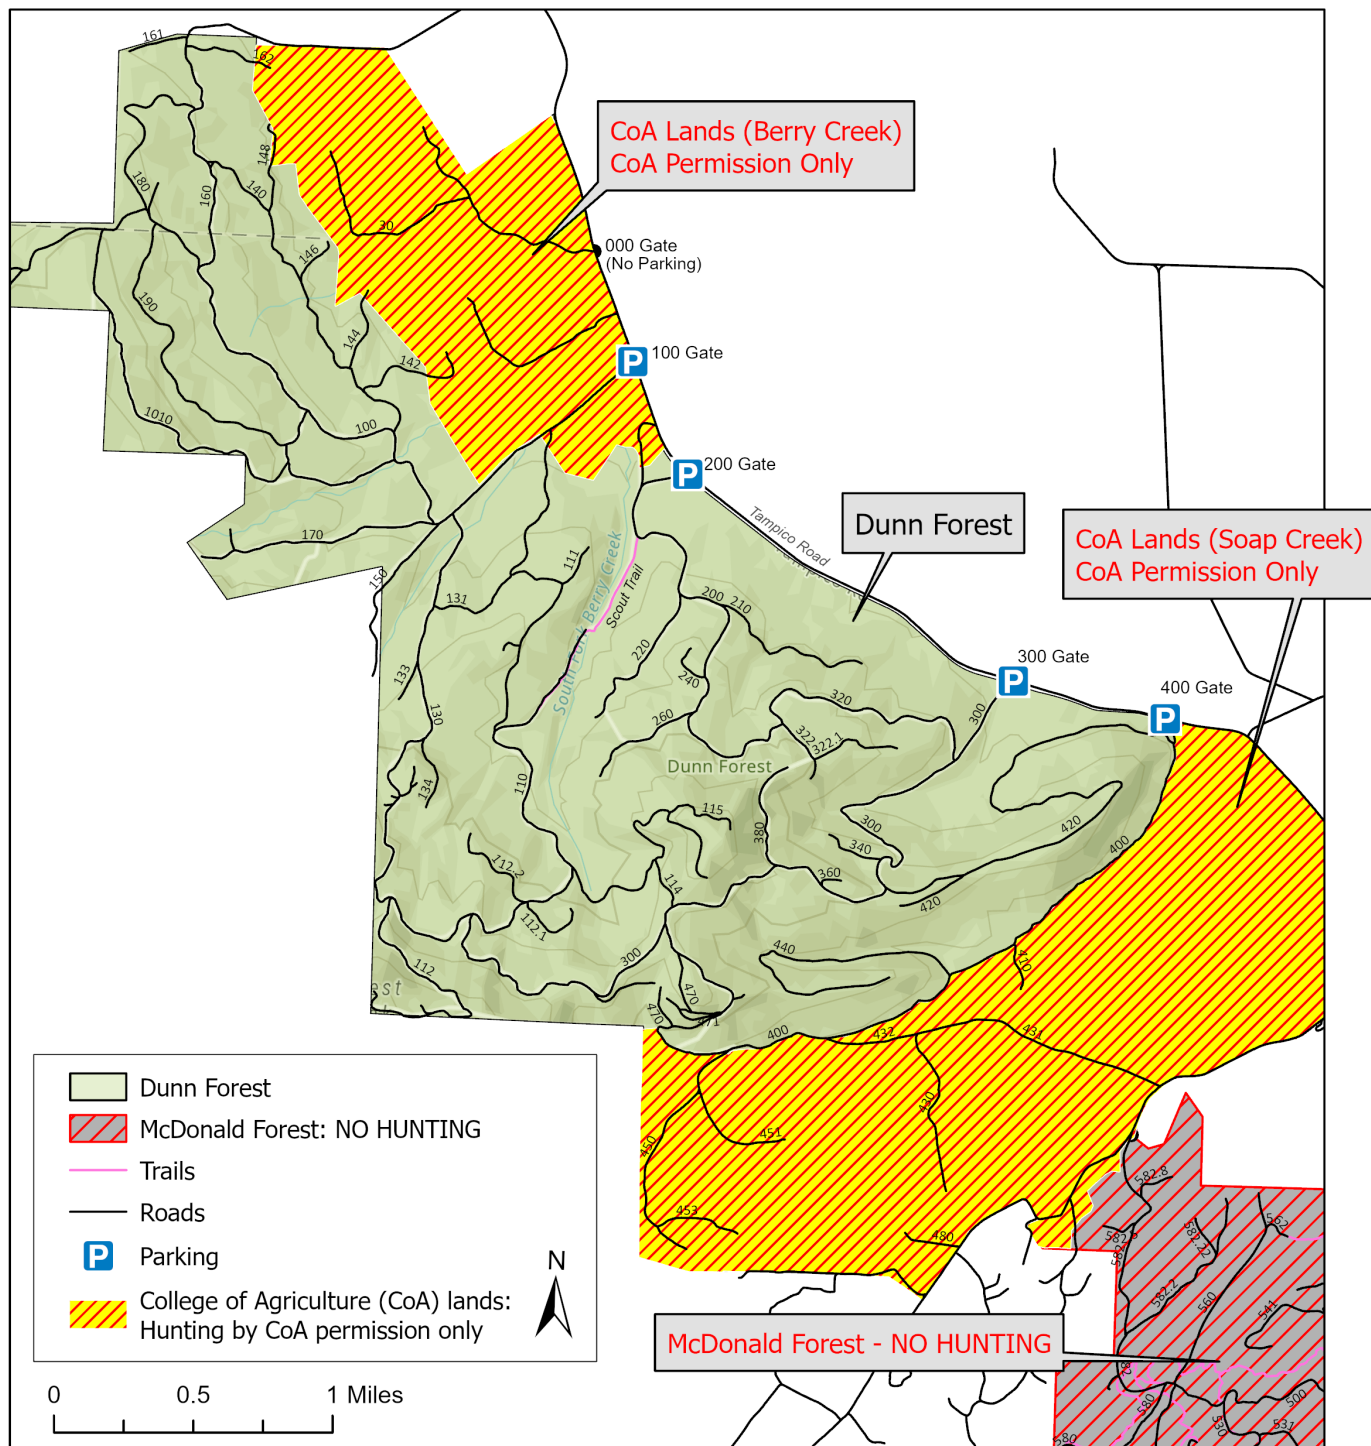 161
162
CoA Lands (Berry Creek)
CoA Permission Only
148
180
160
140
30
146
000 Gate
(No Parking)
190
144
142
100 Gate
1010
100
200 Gate
Tampico Road
Dunn Forest
CoA Lands (Soap Creek)
CoA Permission Only
170
150
111
131
South Fork Berry Creek
Scout Trail
200
210
220
133
240
300 Gate
400 Gate
130
260
320
300
322
322.1
Dunn Forest
134
110
115
380
300
340
420
400
112.2
114
360
420
112.1
112
300
440
410
est
470
470
471
400
432
431
430
450
451
453
480
582.8
582.22
562
582.2
560
541
500
580
530
531
580
Dunn Forest
McDonald Forest: NO HUNTING
Trails
Roads
P Parking
College of Agriculture (CoA) lands:
Hunting by CoA permission only
N
McDonald Forest - NO HUNTING
0 0.5 1 Miles
P
P
P
P